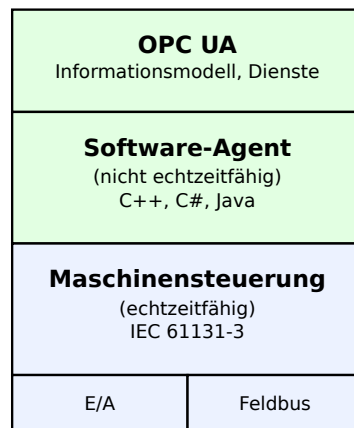 OPC UA
Informationsmodell, Dienste
Software-Agent
(nicht echtzeitfähig)
C++, C#, Java
Maschinensteuerung
(echtzeitfähig)
IEC 61131-3
E/A
Feldbus